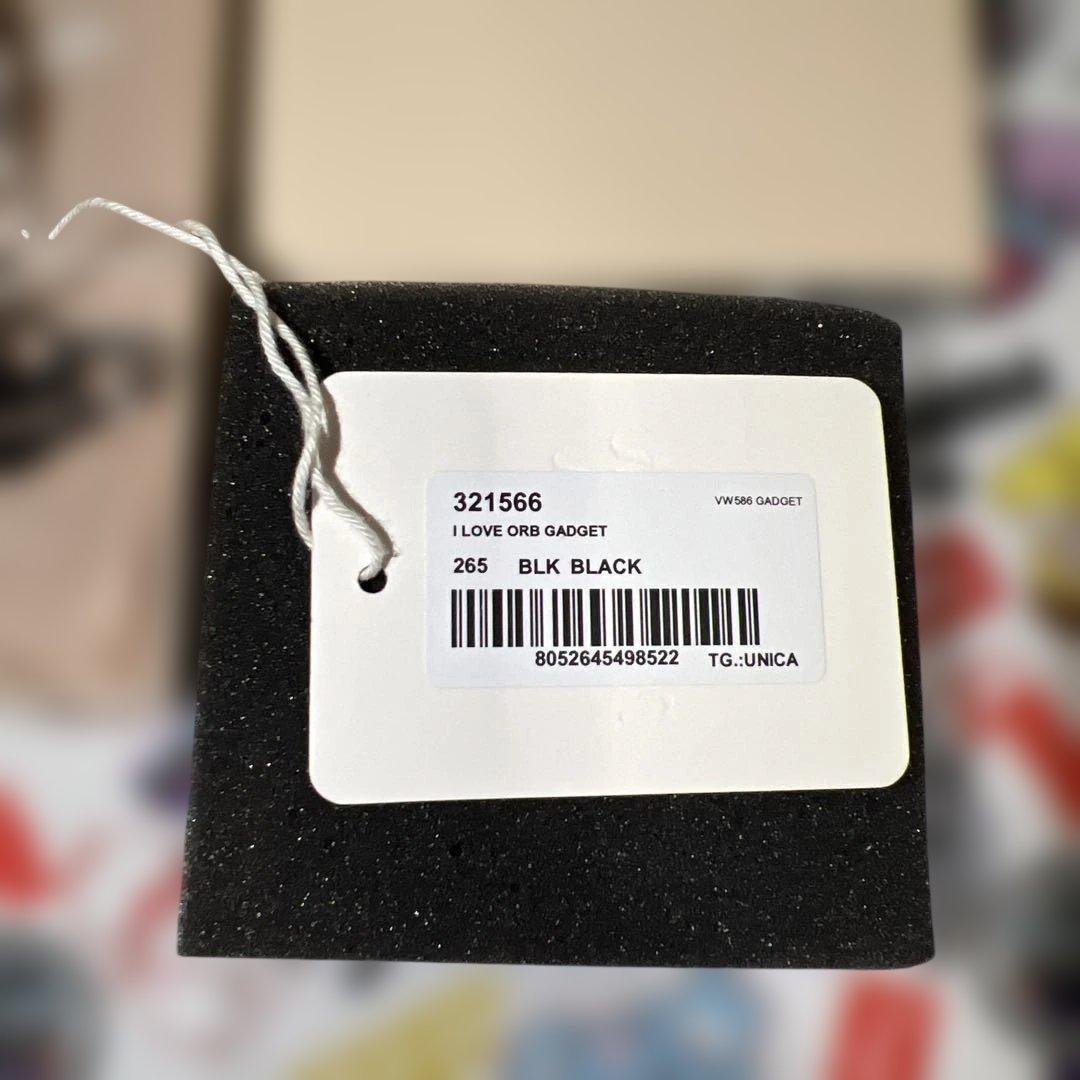 321566 VW586 GADGET
I LOVE ORB GADGET
265 BLK BLACK
8052645498522 TG.:UNICA